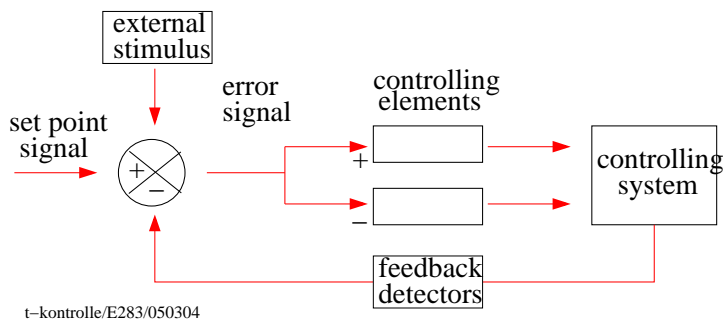 external
stimulus
error
signal
controlling
elements
set point
signal
+
−
+
−
controlling
system
feedback
detectors
t−kontrolle/E283/050304